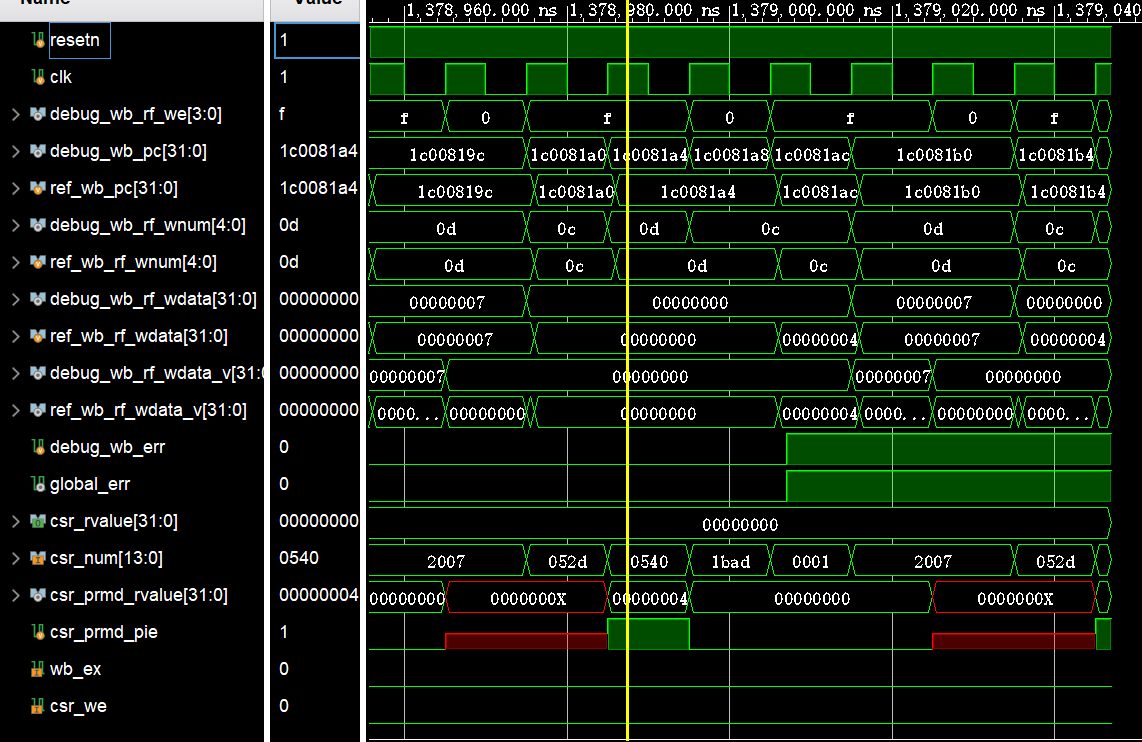 Name Value
1,378,960.000 ns 1,378,980.000 ns 1,379,000.000 ns 1,379,020.000 ns 1,379,040
resetn 1
clk 1
debug_wb_rf_we[3:0] f f 0 f 0 f 0 f
debug_wb_pc[31:0] 1c0081a4 1c00819c 1c0081a0 1c0081a4 1c0081a8 1c0081ac 1c0081b0 1c0081b4
ref_wb_pc[31:0] 1c0081a4 1c00819c 1c0081a0 1c0081a4 1c0081ac 1c0081b0 1c0081b4
debug_wb_rf_wnum[4:0] 0d 0d 0c 0d 0c 0d 0c
ref_wb_rf_wnum[4:0] 0d 0d 0c 0d 0c 0d 0c
debug_wb_rf_wdata[31:0] 00000000 00000007 00000000 00000007 00000000
ref_wb_rf_wdata[31:0] 00000000 00000007 00000000 00000004 00000007 00000004
debug_wb_rf_wdata_v[31:0 00000000 00000007 00000000 00000007 00000000
ref_wb_rf_wdata_v[31:0] 00000000 0000... 00000000 00000000 00000004 0000... 00000000 0000...
debug_wb_err 0
global_err 0
csr_rvalue[31:0] 00000000 00000000
csr_num[13:0] 0540 2007 052d 0540 1bad 0001 2007 052d
csr_prmd_rvalue[31:0] 00000004 00000000 0000000X 00000004 00000000 0000000X
csr_prmd_pie 1
wb_ex 0
csr_we 0